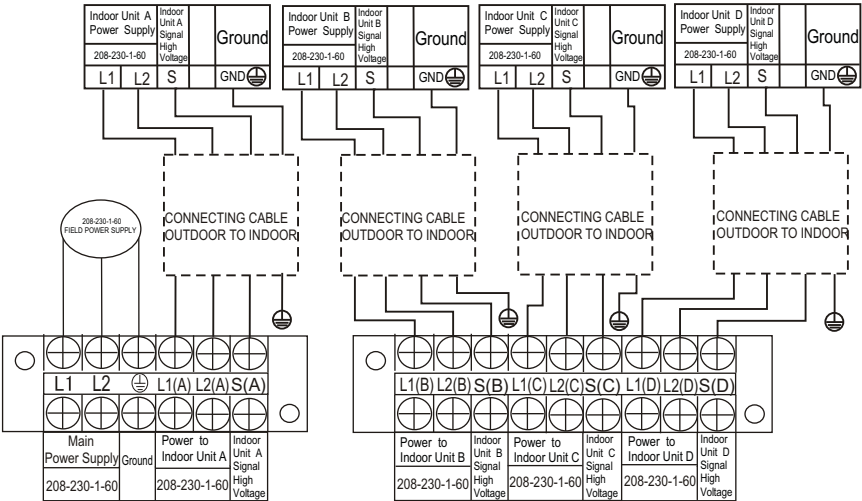 Indoor Unit A
Power Supply
208-230-1-60
Indoor
Unit A
Signal
High
Voltage
Ground
L1 L2 S GND
Indoor Unit B
Power Supply
208-230-1-60
Indoor
Unit B
Signal
High
Voltage
Ground
L1 L2 S GND
Indoor Unit C
Power Supply
208-230-1-60
Indoor
Unit C
Signal
High
Voltage
Ground
L1 L2 S GND
Indoor Unit D
Power Supply
208-230-1-60
Indoor
Unit D
Signal
High
Voltage
Ground
L1 L2 S GND
208-230-1-60
FIELD POWER SUPPLY
CONNECTING CABLE
OUTDOOR TO INDOOR
CONNECTING CABLE
OUTDOOR TO INDOOR
CONNECTING CABLE
OUTDOOR TO INDOOR
CONNECTING CABLE
OUTDOOR TO INDOOR
L1 L2 L1(A) L2(A) S(A)
Main
Power Supply
208-230-1-60
Ground
Power to
Indoor Unit A
208-230-1-60
Indoor
Unit A
Signal
High
Voltage
L1(B) L2(B) S(B) L1(C) L2(C) S(C) L1(D) L2(D) S(D)
Power to
Indoor Unit B
208-230-1-60
Indoor
Unit B
Signal
High
Voltage
Power to
Indoor Unit C
208-230-1-60
Indoor
Unit C
Signal
High
Voltage
Power to
Indoor Unit D
208-230-1-60
Indoor
Unit D
Signal
High
Voltage